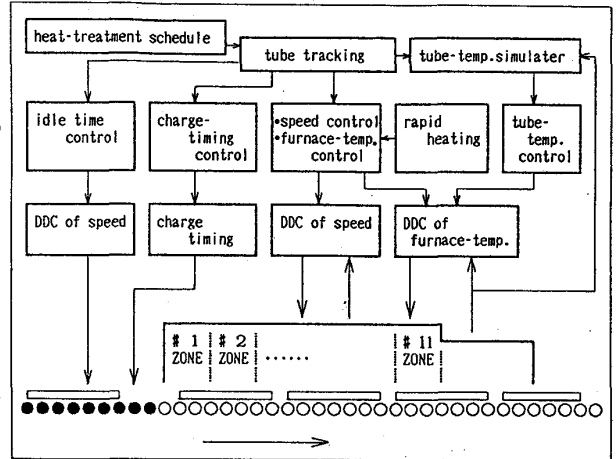 heat-treatment schedule
tube tracking
tube-temp.simulater
idle time
control
charge-
timing
control
•speed control
•furnace-temp.
control
rapid
heating
tube-
temp.
control
DDC of speed
charge
timing
DDC of speed
DDC of
furnace-temp.
# 1
ZONE
# 2
ZONE
······
# 11
ZONE